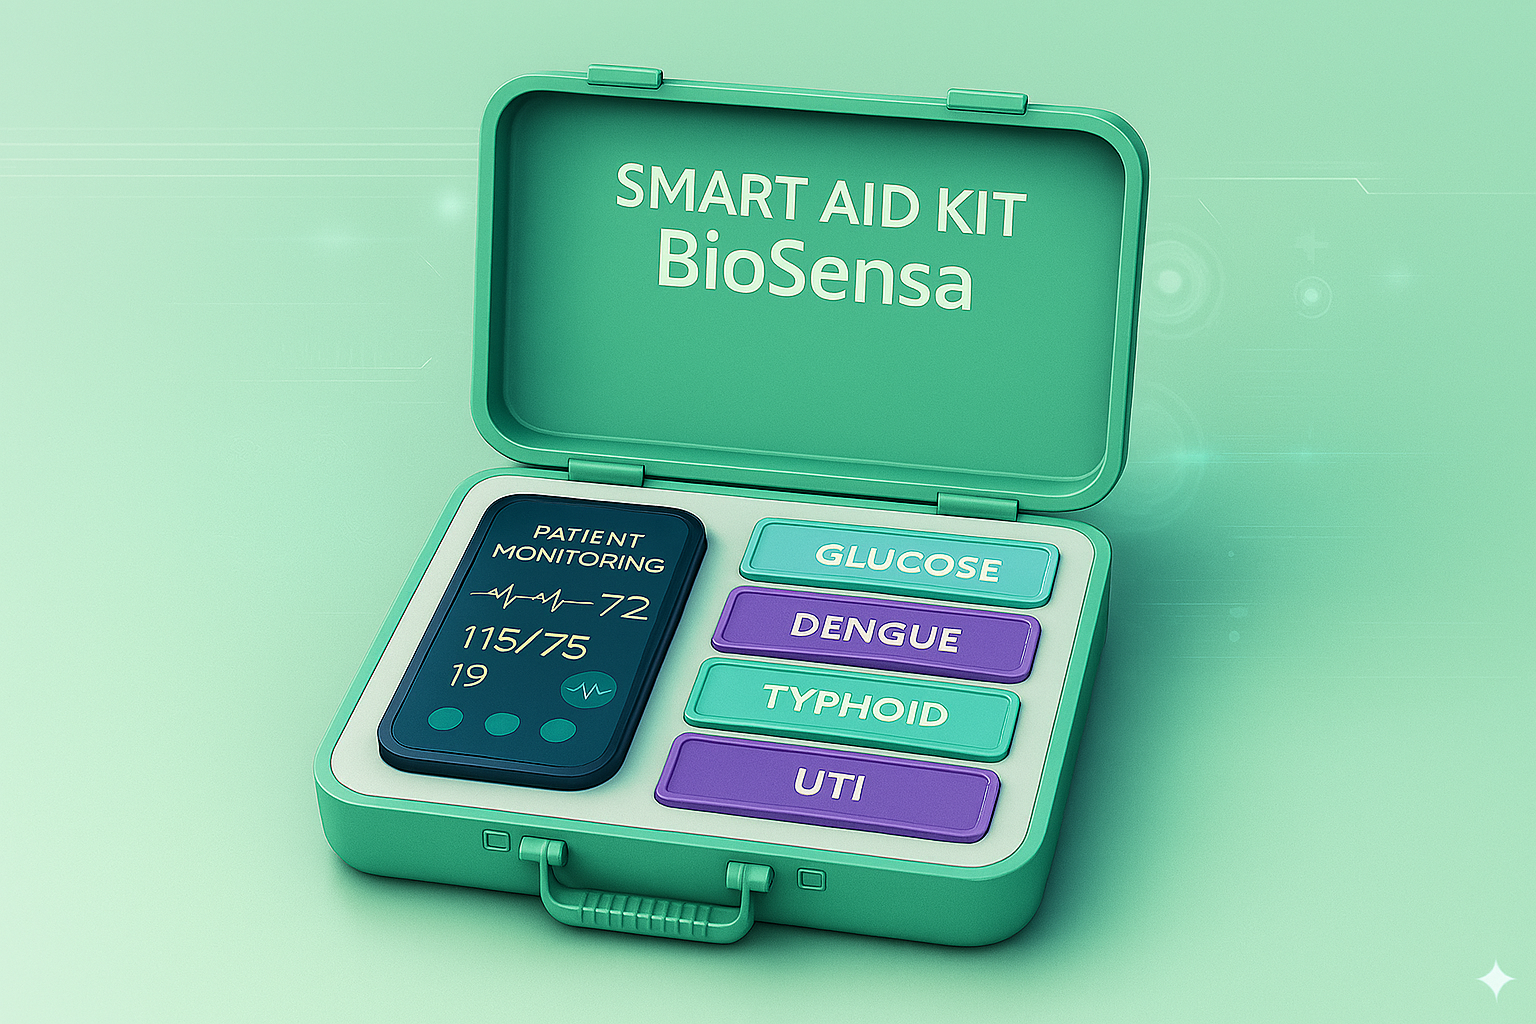 SMART AID KIT
BioSensa
PATIENT
MONITORING
72
115/75
19
GLUCOSE
DENGUE
TYPHOID
UTI